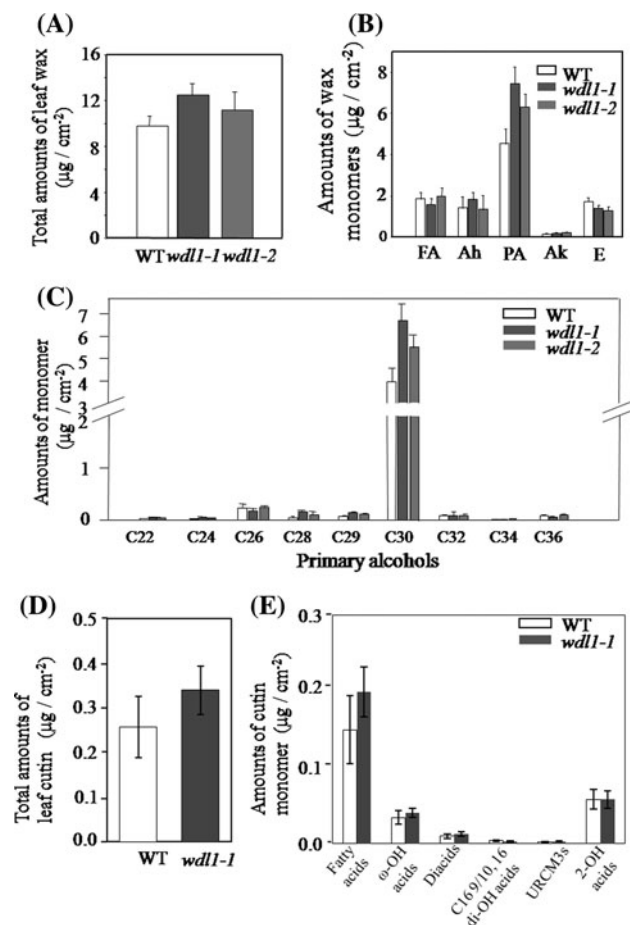 (A)
Total amounts of leaf wax
(μg / cm⁻²)
16
12
9
6
3
0
WT wdl1-1 wdl1-2
(B)
Amounts of wax
monomers (μg / cm⁻²)
8
6
4
2
0
WT
wdl1-1
wdl1-2
FA Ah PA Ak E
(C)
Amounts of monomer
(μg / cm⁻²)
7
6
5
4
3
2
1
0
WT
wdl1-1
wdl1-2
C22 C24 C26 C28 C29 C30 C32 C34 C36
Primary alcohols
(D)
Total amounts of
leaf cutin (μg / cm⁻²)
0.5
0.4
0.3
0.2
0.1
0.0
WT wdl1-1
(E)
Amounts of cutin
monomer (μg / cm⁻²)
0.3
0.2
0.1
0.0
WT
wdl1-1
Fatty
acids
ω-OH
acids
Diacids
C16 9/10, 16
di-OH acids
URCM3s
2-OH
acids